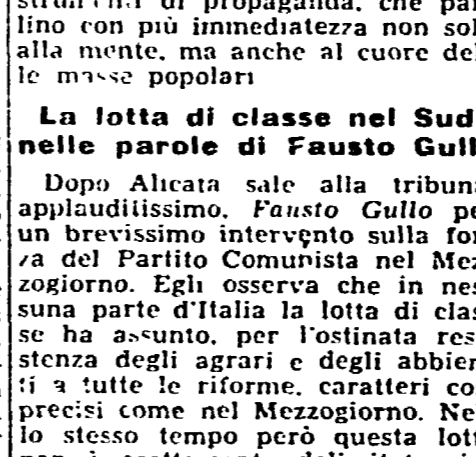 di propaganda, che par
lino con più immediatezza non sol
alla mente, ma anche al cuore del
le masse popolari
La lotta di classe nel Sud
nelle parole di Fausto Gull
Dopo Alicata sale alla tribuna
applauditissimo, Fausto Gullo pe
un brevissimo intervento sulla for
za del Partito Comunista nel Mez
zogiorno. Egli osserva che in nes
suna parte d'Italia la lotta di clas
se ha assunto, per l'ostinata resi
stenza degli agrari e degli abbien
ti a tutte le riforme, caratteri co
precisi come nel Mezzogiorno. Nel
lo stesso tempo però questa lott